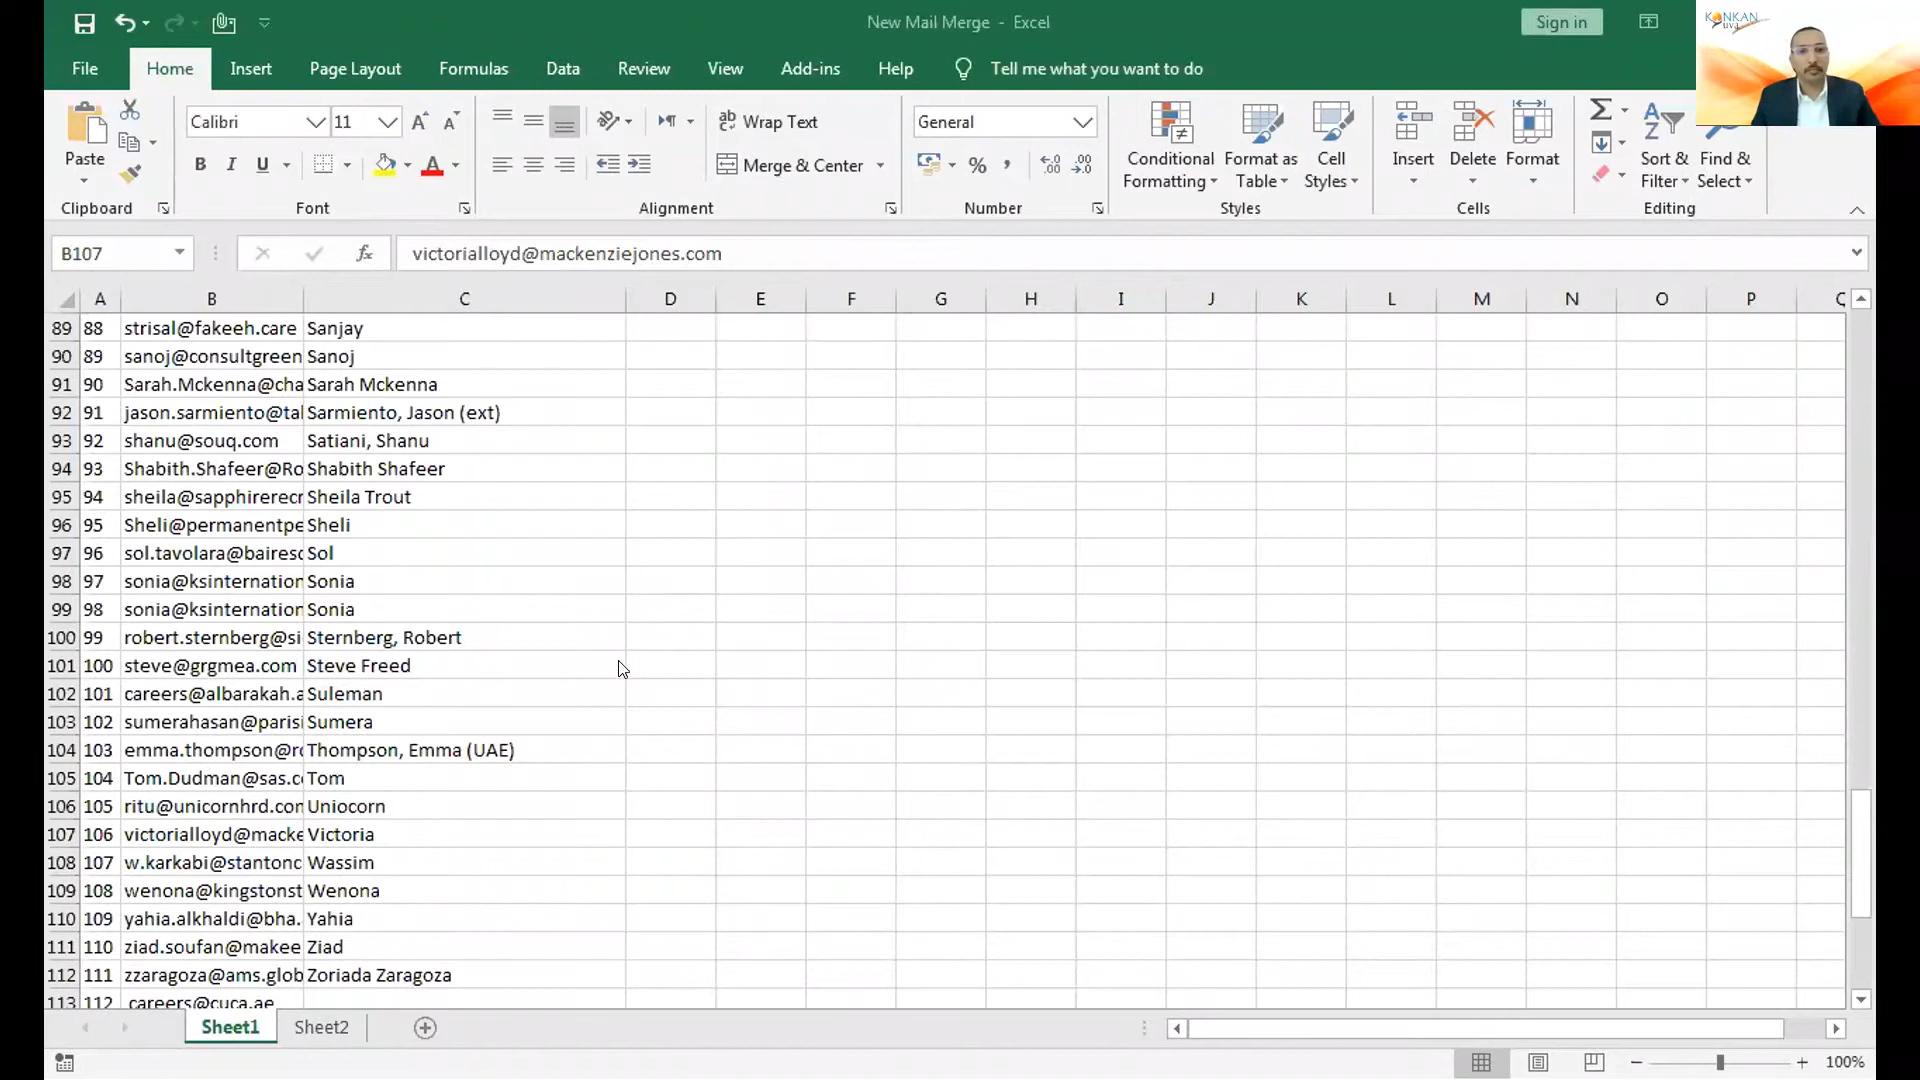 New Mail Merge - Excel
Sign in
KONKAN
uva
File Home Insert Page Layout Formulas Data Review View Add-ins Help Tell me what you want to do
Calibri 11 Wrap Text General
Paste B I U Merge & Center % Conditional Formatting Format as Table Cell Styles Insert Delete Format Sort & Filter Find & Select
Clipboard Font Alignment Number Styles Cells Editing
B107 fx victorialloyd@mackenziejones.com
A B C D E F G H I J K L M N O P
89 88 strisal@fakeeh.care Sanjay
90 89 sanoj@consultgreen Sanoj
91 90 Sarah.Mckenna@cha Sarah Mckenna
92 91 jason.sarmiento@tal Sarmiento, Jason (ext)
93 92 shanu@souq.com Satiani, Shanu
94 93 Shabith.Shafeer@Ro Shabith Shafeer
95 94 sheila@sapphirerecr Sheila Trout
96 95 Sheli@permanentpe Sheli
97 96 sol.tavolara@bairesd Sol
98 97 sonia@ksinternation Sonia
99 98 sonia@ksinternation Sonia
100 99 robert.sternberg@si Sternberg, Robert
101 100 steve@grgmea.com Steve Freed
102 101 careers@albarakah.a Suleman
103 102 sumerahasan@parisi Sumera
104 103 emma.thompson@ro Thompson, Emma (UAE)
105 104 Tom.Dudman@sas.co Tom
106 105 ritu@unicornhrd.con Uniocorn
107 106 victorialloyd@macke Victoria
108 107 w.karkabi@stantonc Wassim
109 108 wenona@kingstonst Wenona
110 109 yahia.alkhaldi@bha. Yahia
111 110 ziad.soufan@makee Ziad
112 111 zzaragoza@ams.glob Zoriada Zaragoza
113 112 careers@cuca.ae
Sheet1 Sheet2
100%